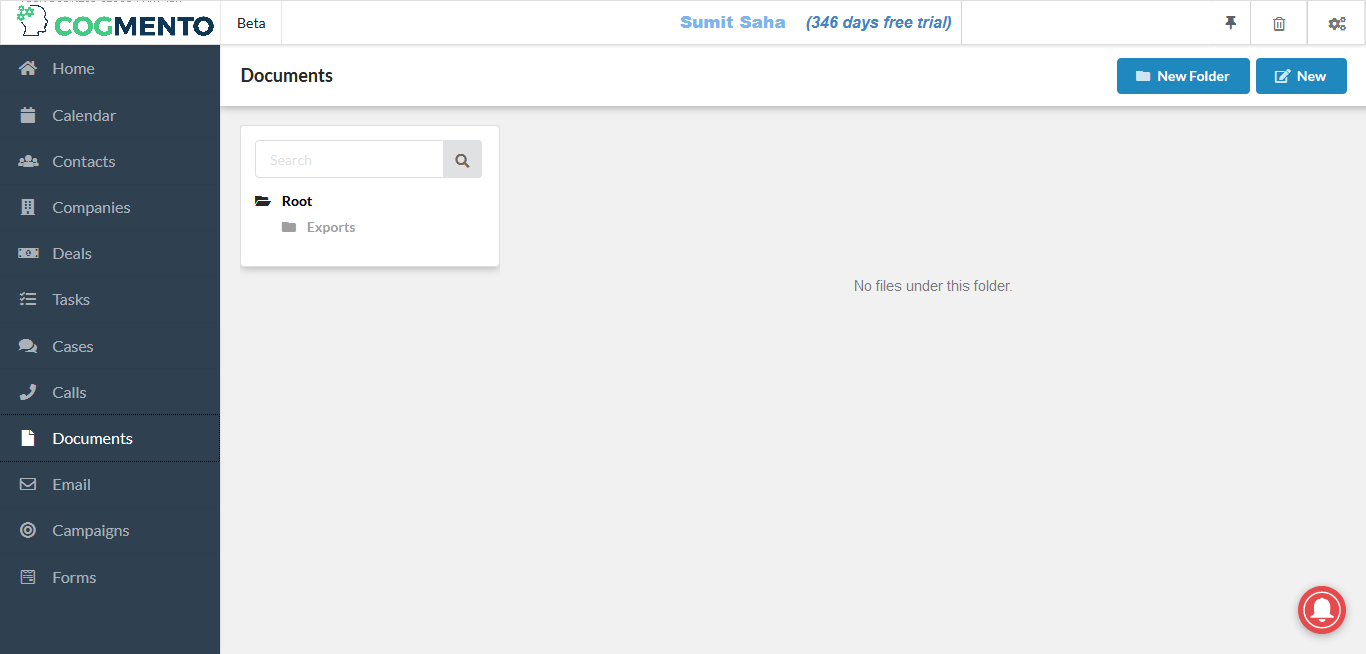 COGMENTO
Beta
Sumit Saha (346 days free trial)
Home
Calendar
Contacts
Companies
Deals
Tasks
Cases
Calls
Documents
Email
Campaigns
Forms
Documents
New Folder
New
Search
Root
Exports
No files under this folder.